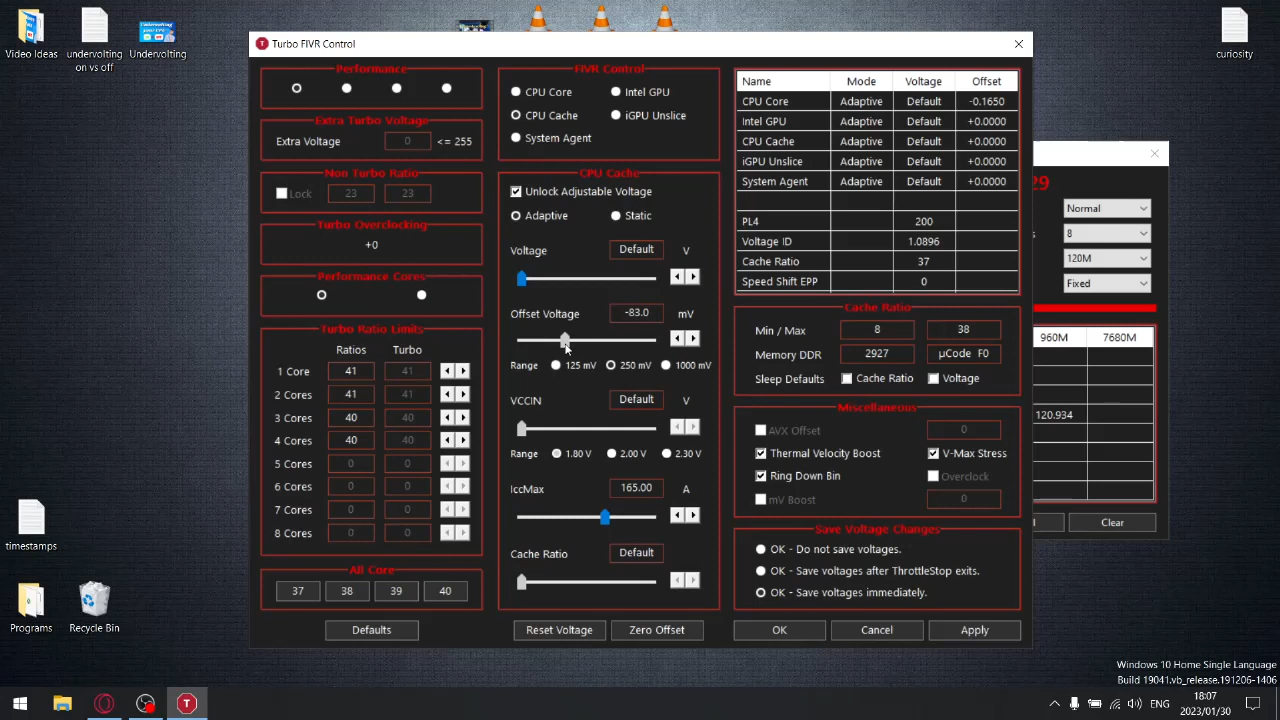 Video Ideas
undervolting
on vs off
Undervolting
curiosity
timestamps
Programs
Recycle Bin
T Turbo FIVR Control
Performance
Extra Turbo Voltage
Extra Voltage 0 <= 255
Non Turbo Ratio
Lock 23 23
Turbo Overclocking
+0
Performance Cores
Turbo Ratio Limits
Ratios Turbo
1 Core 41 41
2 Cores 41 41
3 Cores 40 40
4 Cores 40 40
5 Cores 0 0
6 Cores 0 0
7 Cores 0 0
8 Cores 0 0
All Core
37 38 39 40
Defaults
FIVR Control
CPU Core Intel GPU
CPU Cache iGPU Unslice
System Agent
CPU Cache
Unlock Adjustable Voltage
Adaptive Static
Voltage Default V
Offset Voltage -83.0 mV
Range 125 mV 250 mV 1000 mV
VCCIN Default V
Range 1.80 V 2.00 V 2.30 V
IccMax 165.00 A
Cache Ratio Default
Reset Voltage Zero Offset
Name Mode Voltage Offset
CPU Core Adaptive Default -0.1650
Intel GPU Adaptive Default +0.0000
CPU Cache Adaptive Default +0.0000
iGPU Unslice Adaptive Default +0.0000
System Agent Adaptive Default +0.0000
PL4 200
Voltage ID 1.0896
Cache Ratio 37
Speed Shift EPP 0
Cache Ratio
Min / Max 8 38
Memory DDR 2927 µCode F0
Sleep Defaults Cache Ratio Voltage
Miscellaneous
AVX Offset 0
Thermal Velocity Boost V-Max Stress
Ring Down Bin Overclock
mV Boost 0
Save Voltage Changes
OK - Do not save voltages.
OK - Save voltages after ThrottleStop exits.
OK - Save voltages immediately.
OK Cancel Apply
29
Normal
8
120M
Fixed
960M 7680M
120.934
Clear
Windows 10 Home Single Language
Build 19041.vb_release.191206-1406
T
ENG
18:07
2023/01/30